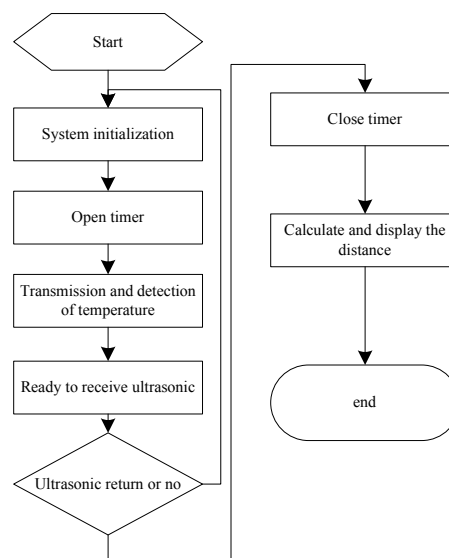 Start
System initialization
Open timer
Transmission and detection
of temperature
Ready to receive ultrasonic
Ultrasonic return or no
Close timer
Calculate and display the
distance
end